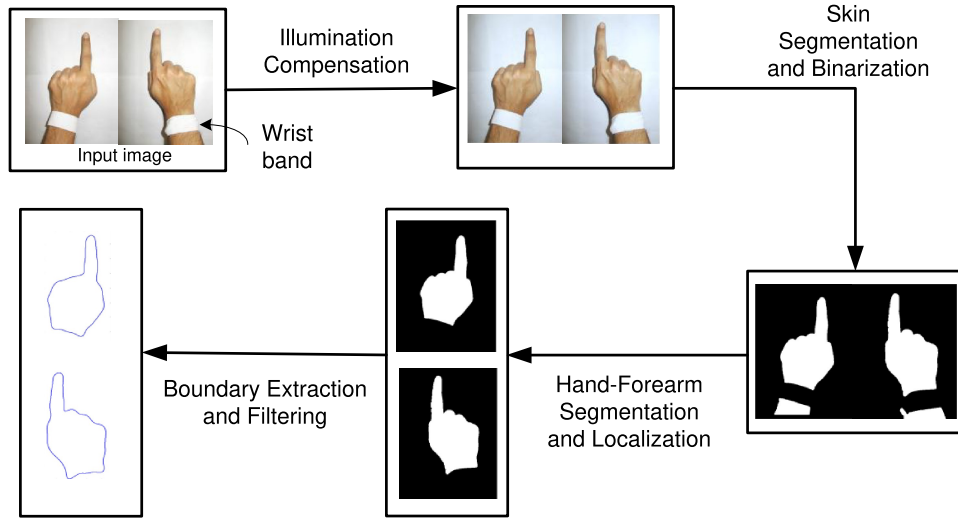 Illumination
Compensation
Skin
Segmentation
and Binarization
Input image
Wrist
band
Hand-Forearm
Segmentation
and Localization
Boundary Extraction
and Filtering